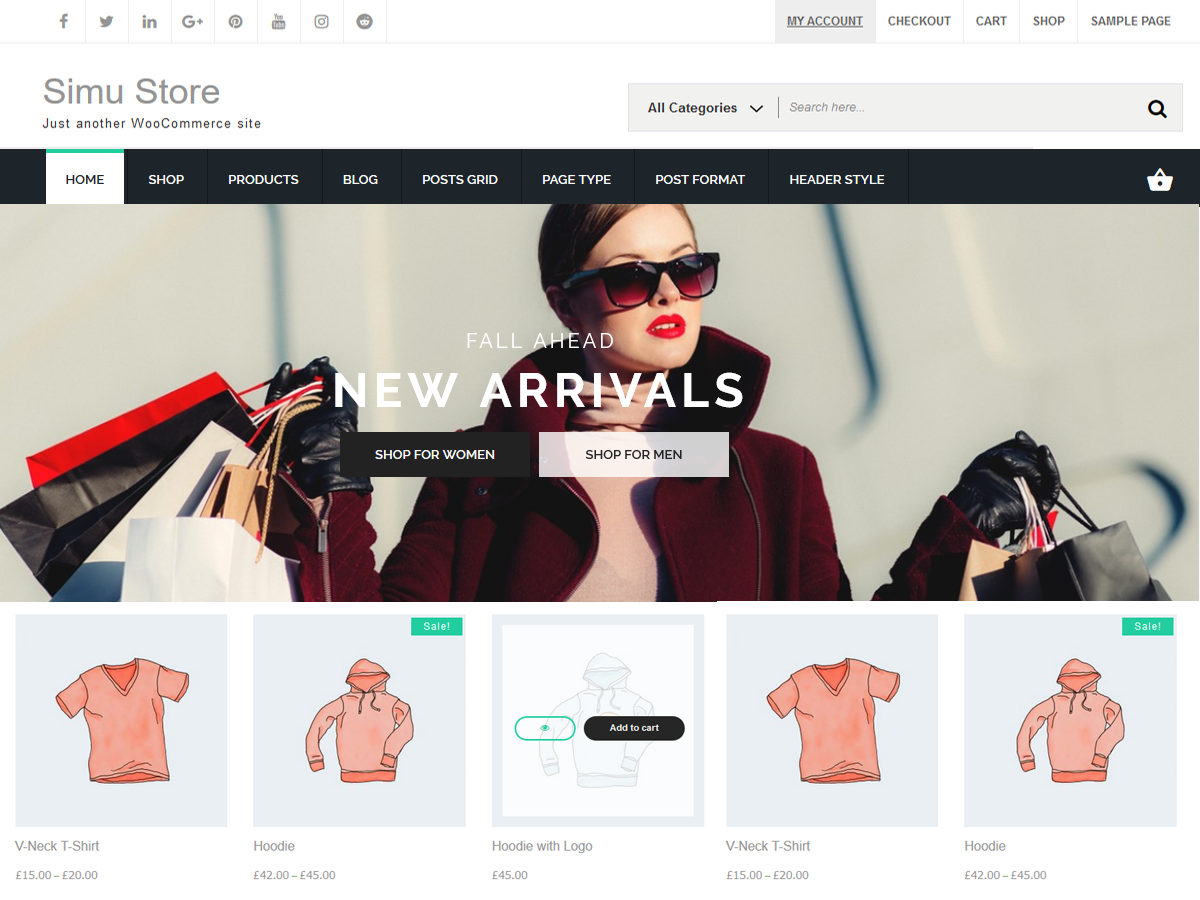 MY ACCOUNT CHECKOUT CART SHOP SAMPLE PAGE
Simu Store
Just another WooCommerce site
All Categories Search here...
HOME SHOP PRODUCTS BLOG POSTS GRID PAGE TYPE POST FORMAT HEADER STYLE
FALL AHEAD
NEW ARRIVALS
SHOP FOR WOMEN SHOP FOR MEN
Sale! Sale!
Add to cart
V-Neck T-Shirt Hoodie Hoodie with Logo V-Neck T-Shirt Hoodie
£15.00 – £20.00 £42.00 – £45.00 £45.00 £15.00 – £20.00 £42.00 – £45.00